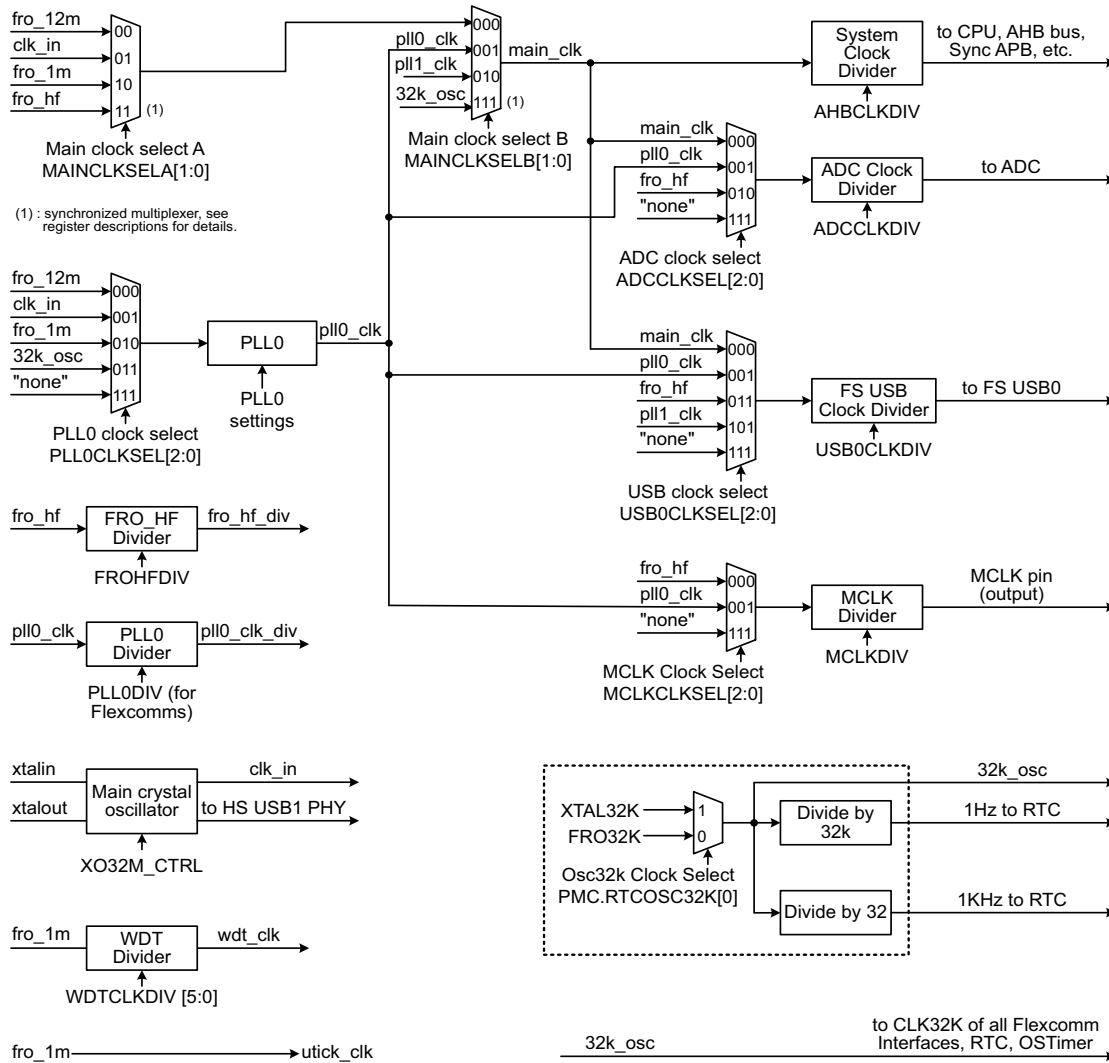 fro_12m
clk_in
fro_1m
fro_hf
00
01
10
11
(1)
Main clock select A
MAINCLKSELA[1:0]
(1) : synchronized multiplexer, see
register descriptions for details.
pll0_clk
pll1_clk
32k_osc
000
001
010
111
(1)
main_clk
Main clock select B
MAINCLKSELB[1:0]
System
Clock
Divider
AHBCLKDIV
to CPU, AHB bus,
Sync APB, etc.
main_clk
pll0_clk
fro_hf
"none"
000
001
010
111
ADC clock select
ADCCLKSEL[2:0]
ADC Clock
Divider
ADCCLKDIV
to ADC
fro_12m
clk_in
fro_1m
32k_osc
"none"
000
001
010
011
111
PLL0 clock select
PLL0CLKSEL[2:0]
PLL0
PLL0
settings
pll0_clk
main_clk
pll0_clk
fro_hf
pll1_clk
"none"
000
001
011
101
111
USB clock select
USB0CLKSEL[2:0]
FS USB
Clock Divider
USB0CLKDIV
to FS USB0
fro_hf
FRO_HF
Divider
fro_hf_div
FROHFDIV
pll0_clk
PLL0
Divider
pll0_clk_div
PLL0DIV (for
Flexcomms)
fro_hf
pll0_clk
"none"
000
001
111
MCLK Clock Select
MCLKCLKSEL[2:0]
MCLK
Divider
MCLKDIV
MCLK pin
(output)
xtalin
xtalout
Main crystal
oscillator
clk_in
to HS USB1 PHY
XO32M_CTRL
XTAL32K
FRO32K
1
0
Osc32k Clock Select
PMC.RTCOSC32K[0]
Divide by
32k
Divide by 32
32k_osc
1Hz to RTC
1KHz to RTC
fro_1m
WDT
Divider
wdt_clk
WDTCLKDIV [5:0]
fro_1m
utick_clk
32k_osc
to CLK32K of all Flexcomm
Interfaces, RTC, OSTimer